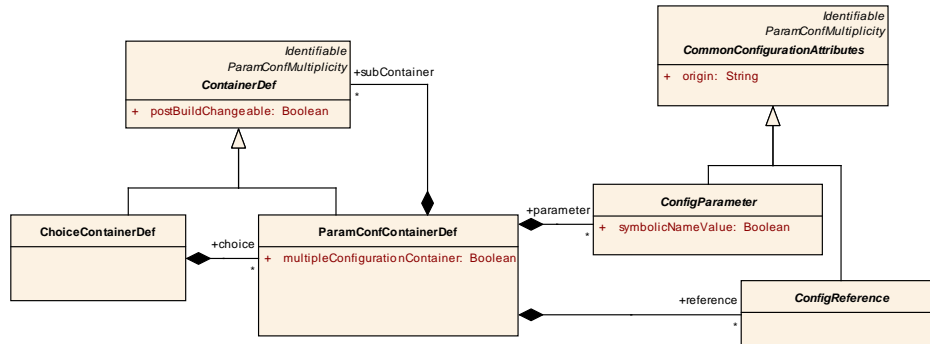 Identifiable
ParamConfMultiplicity
CommonConfigurationAttributes
+ origin: String
Identifiable
ParamConfMultiplicity
ContainerDef
+ postBuildChangeable: Boolean
+subContainer
*
ConfigParameter
+ symbolicNameValue: Boolean
+parameter
*
ChoiceContainerDef
+choice
*
ParamConfContainerDef
+ multipleConfigurationContainer: Boolean
+reference
*
ConfigReference